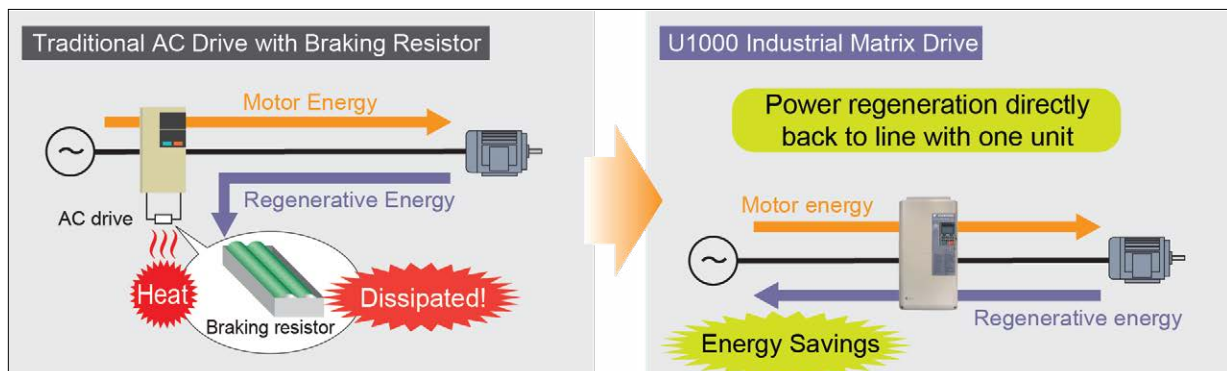 Traditional AC Drive with Braking Resistor
Motor Energy
Regenerative Energy
AC drive
Heat
Braking resistor
Dissipated!
U1000 Industrial Matrix Drive
Power regeneration directly
back to line with one unit
Motor energy
Regenerative energy
Energy Savings